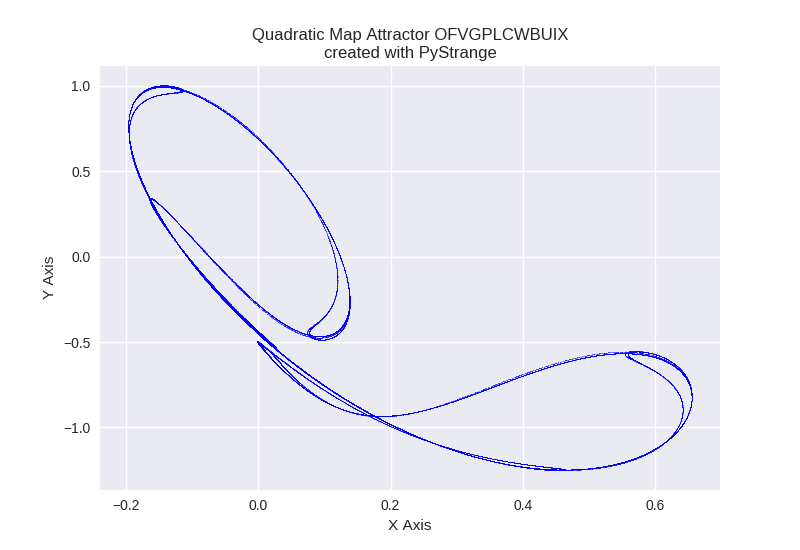 Quadratic Map Attractor OFVGPLCWBUIX
created with PyStrange
1.0
0.5
0.0
−0.5
−1.0
Y Axis
−0.2
0.0
0.2
0.4
0.6
X Axis